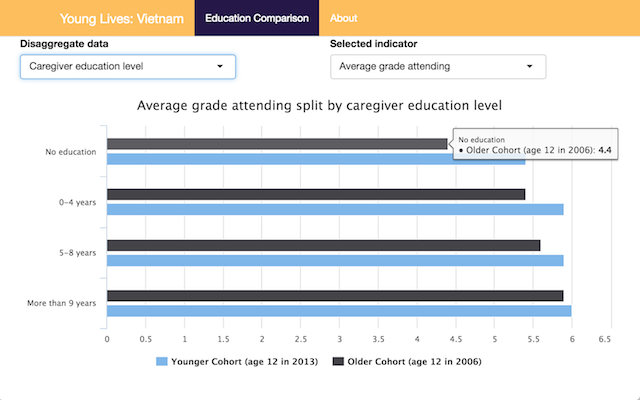 Young Lives: Vietnam Education Comparison About
Disaggregate data Selected indicator
Caregiver education level Average grade attending
Average grade attending split by caregiver education level
No education
No education
● Older Cohort (age 12 in 2006): 4.4
0-4 years
5-8 years
More than 9 years
0 0.5 1 1.5 2 2.5 3 3.5 4 4.5 5 5.5 6 6.5
Younger Cohort (age 12 in 2013) Older Cohort (age 12 in 2006)